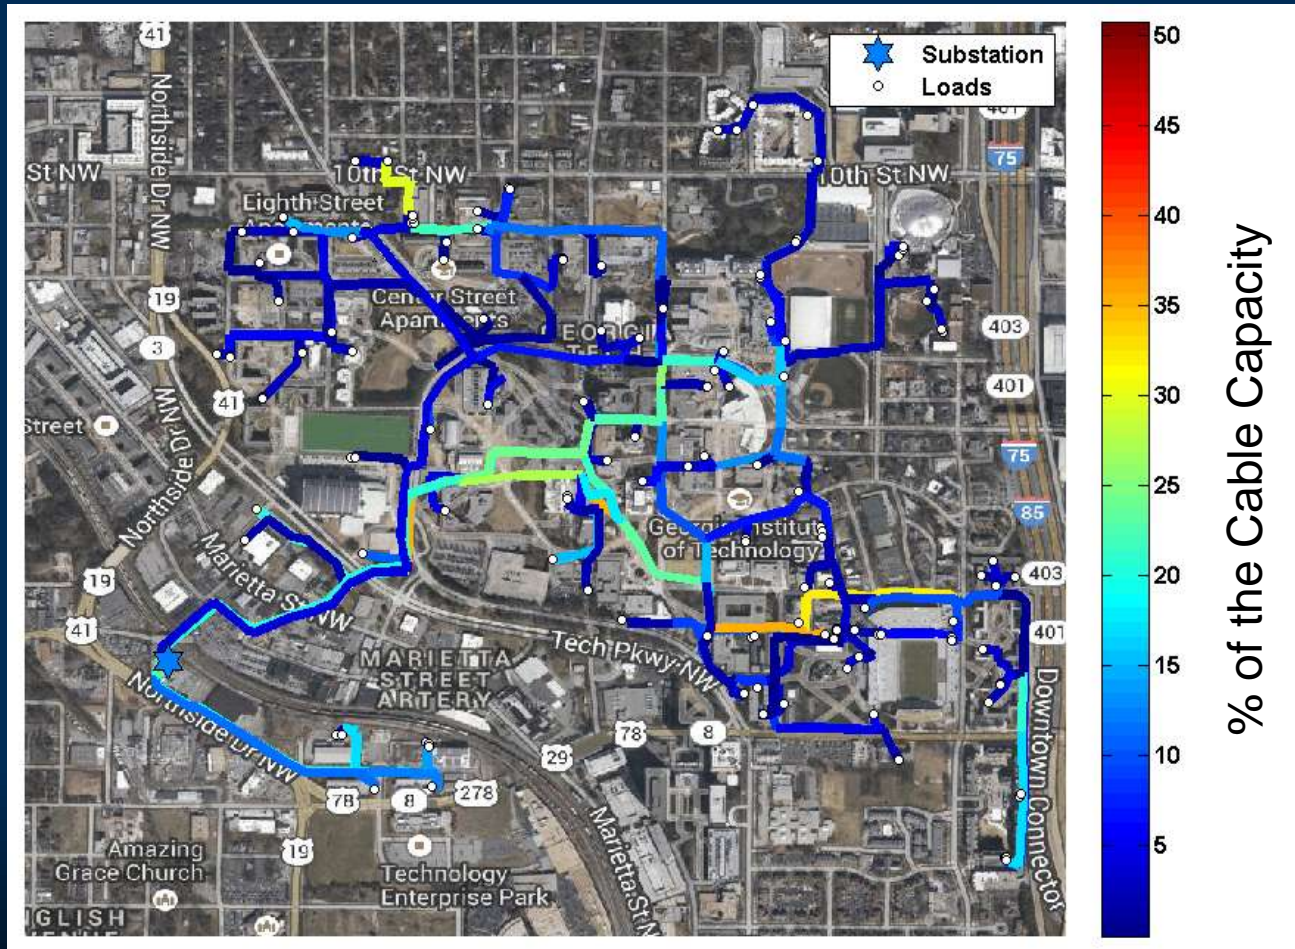 41
Substation
Loads
50
45
40
35
30
25
20
15
10
5
% of the Cable Capacity
Northside Dr NW
75
St NW
10th St NW
10th St NW
Eighth Street
19
Center Street
Apartments
403
3
401
41
Street
75
Northside
85
Georgia Institute
of Technology
Marietta St NW
19
403
41
401
Tech Pkwy NW
MARIETTA
STREET
ARTERY
Northside Dr NW
Downtown Connector
78
8
29
78
8
278
19
Amazing
Grace Church
Technology
Enterprise Park
Marietta St N